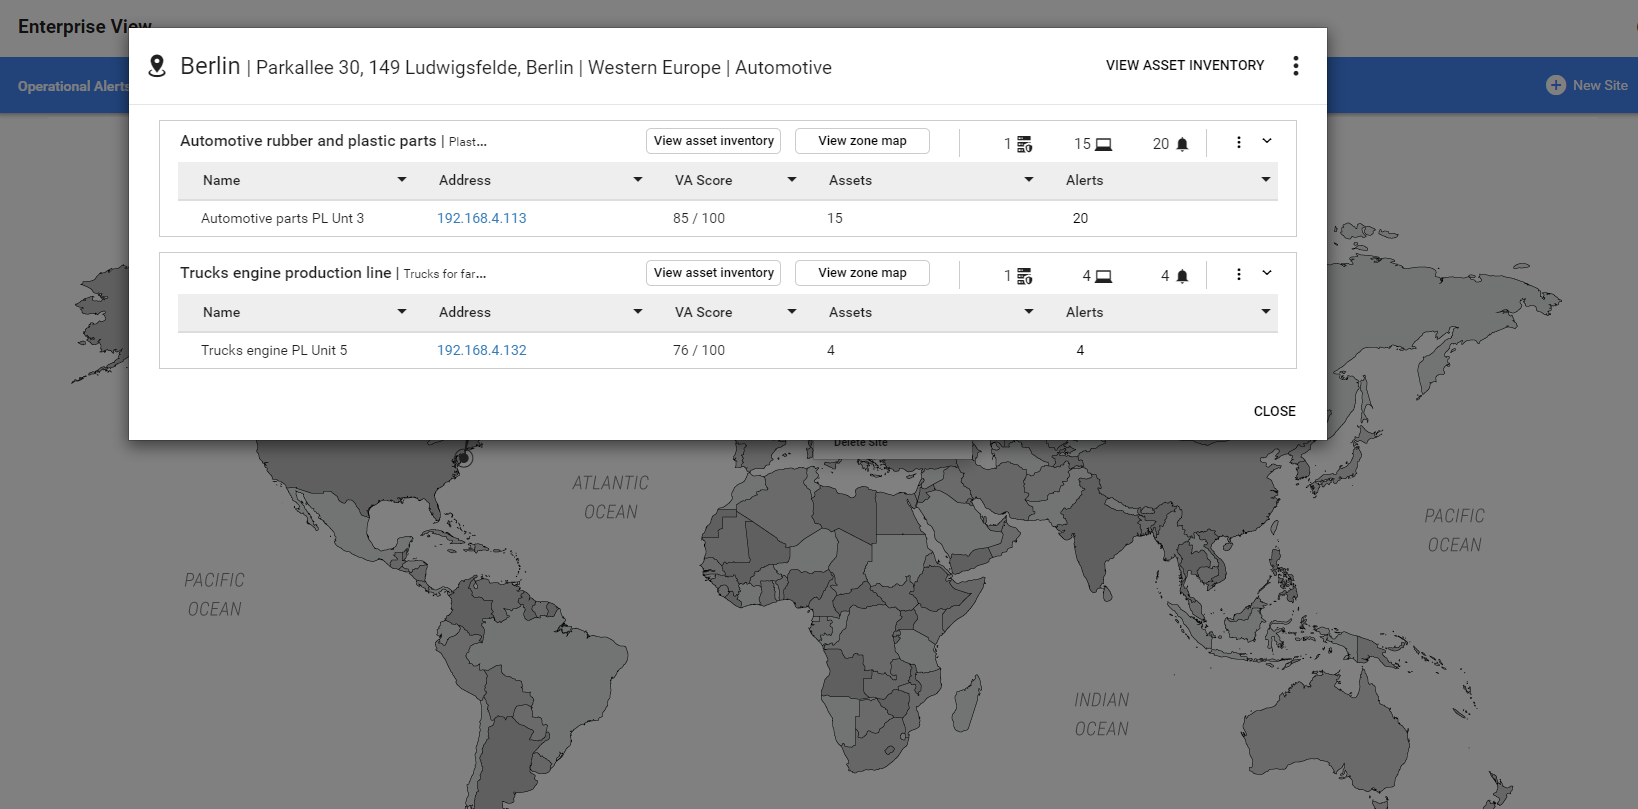 Enterprise View
Operational Alerts
New Site
Berlin | Parkallee 30, 149 Ludwigsfelde, Berlin | Western Europe | Automotive
VIEW ASSET INVENTORY
Automotive rubber and plastic parts | Plast...
View asset inventory
View zone map
1
15
20
Name
Address
VA Score
Assets
Alerts
Automotive parts PL Unt 3
192.168.4.113
85 / 100
15
20
Trucks engine production line | Trucks for far...
View asset inventory
View zone map
1
4
4
Name
Address
VA Score
Assets
Alerts
Trucks engine PL Unit 5
192.168.4.132
76 / 100
4
4
CLOSE
Delete Site
ATLANTIC
OCEAN
PACIFIC
OCEAN
PACIFIC
OCEAN
INDIAN
OCEAN